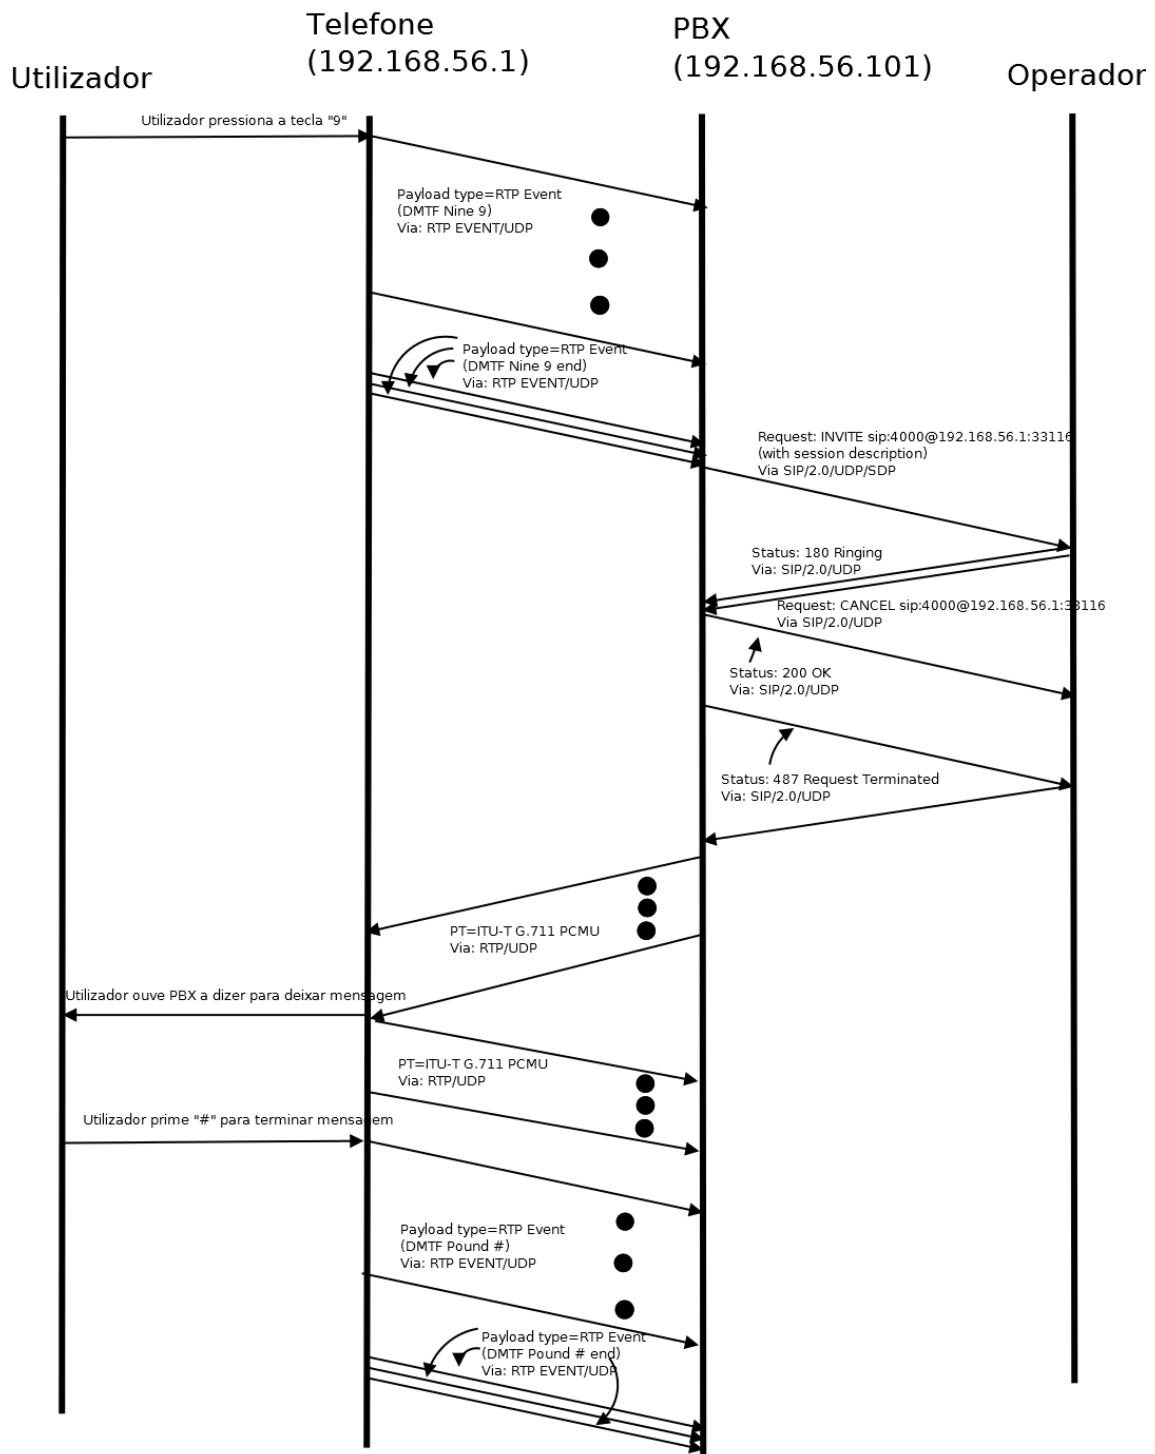 Telefone
(192.168.56.1)
PBX
(192.168.56.101)
Utilizador
Operador
Utilizador pressiona a tecla "9"
Payload type=RTP Event
(DMTF Nine 9)
Via: RTP EVENT/UDP
Payload type=RTP Event
(DMTF Nine 9 end)
Via: RTP EVENT/UDP
Request: INVITE sip:4000@192.168.56.1:33116
(with session description)
Via SIP/2.0/UDP/SDP
Status: 180 Ringing
Via: SIP/2.0/UDP
Request: CANCEL sip:4000@192.168.56.1:33116
Via SIP/2.0/UDP
Status: 200 OK
Via: SIP/2.0/UDP
Status: 487 Request Terminated
Via: SIP/2.0/UDP
PT=ITU-T G.711 PCMU
Via: RTP/UDP
Utilizador ouve PBX a dizer para deixar mensagem
PT=ITU-T G.711 PCMU
Via: RTP/UDP
Utilizador prime "#" para terminar mensagem
Payload type=RTP Event
(DMTF Pound #)
Via: RTP EVENT/UDP
Payload type=RTP Event
(DMTF Pound # end)
Via: RTP EVENT/UDP